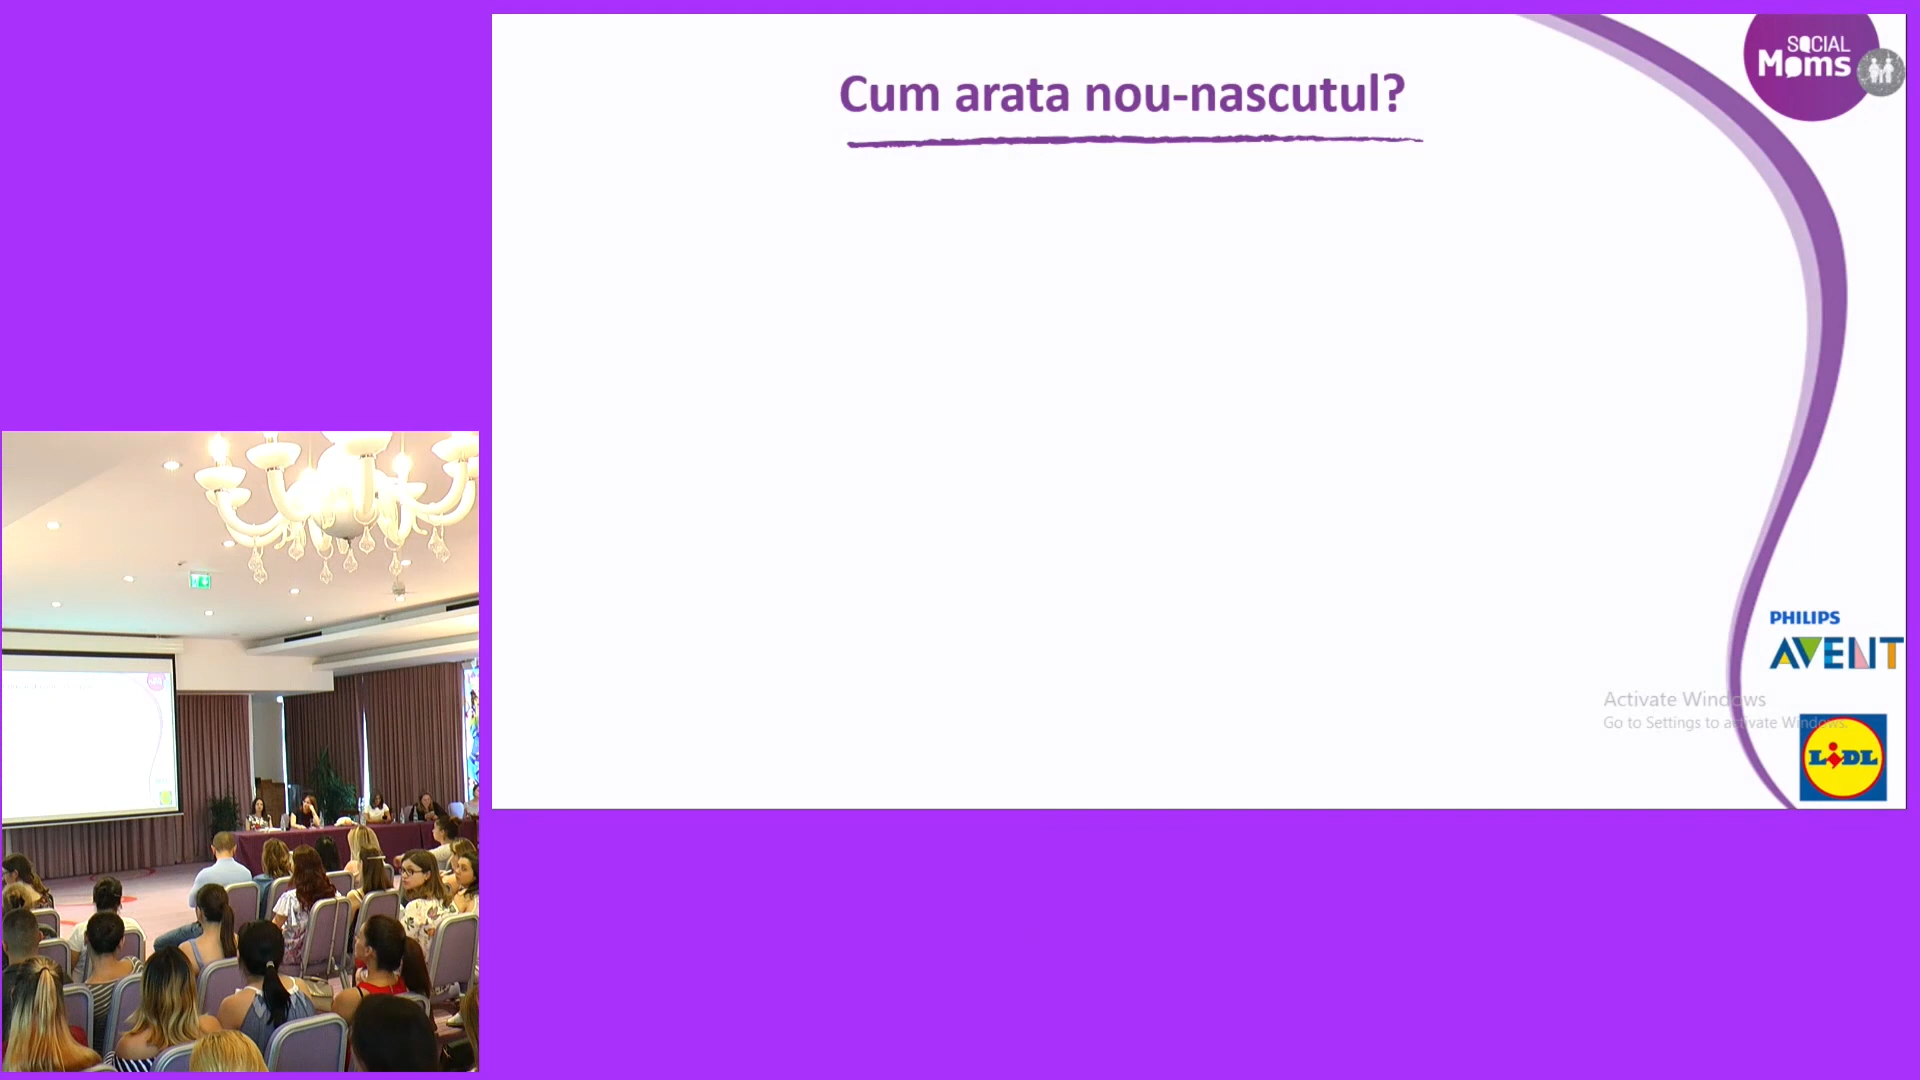 SOCIAL
Moms
Cum arata nou-nascutul?
PHILIPS
AVENT
Activate Windows
Go to Settings to activate Windows.
LIDL